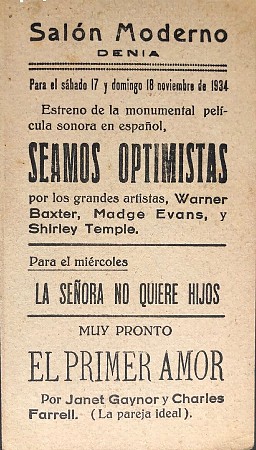 Salón Moderno
DENIA
Para el sábado 17 y domingo 18 noviembre de 1934
Estreno de la monumental pelí-
cula sonora en español,
SEAMOS OPTIMISTAS
por los grandes artistas, Warner
Baxter, Madge Evans, y
Shirley Temple.
Para el miércoles
LA SEÑORA NO QUIERE HIJOS
MUY PRONTO
EL PRIMER AMOR
Por Janet Gaynor y Charles
Farrell. (La pareja ideal).